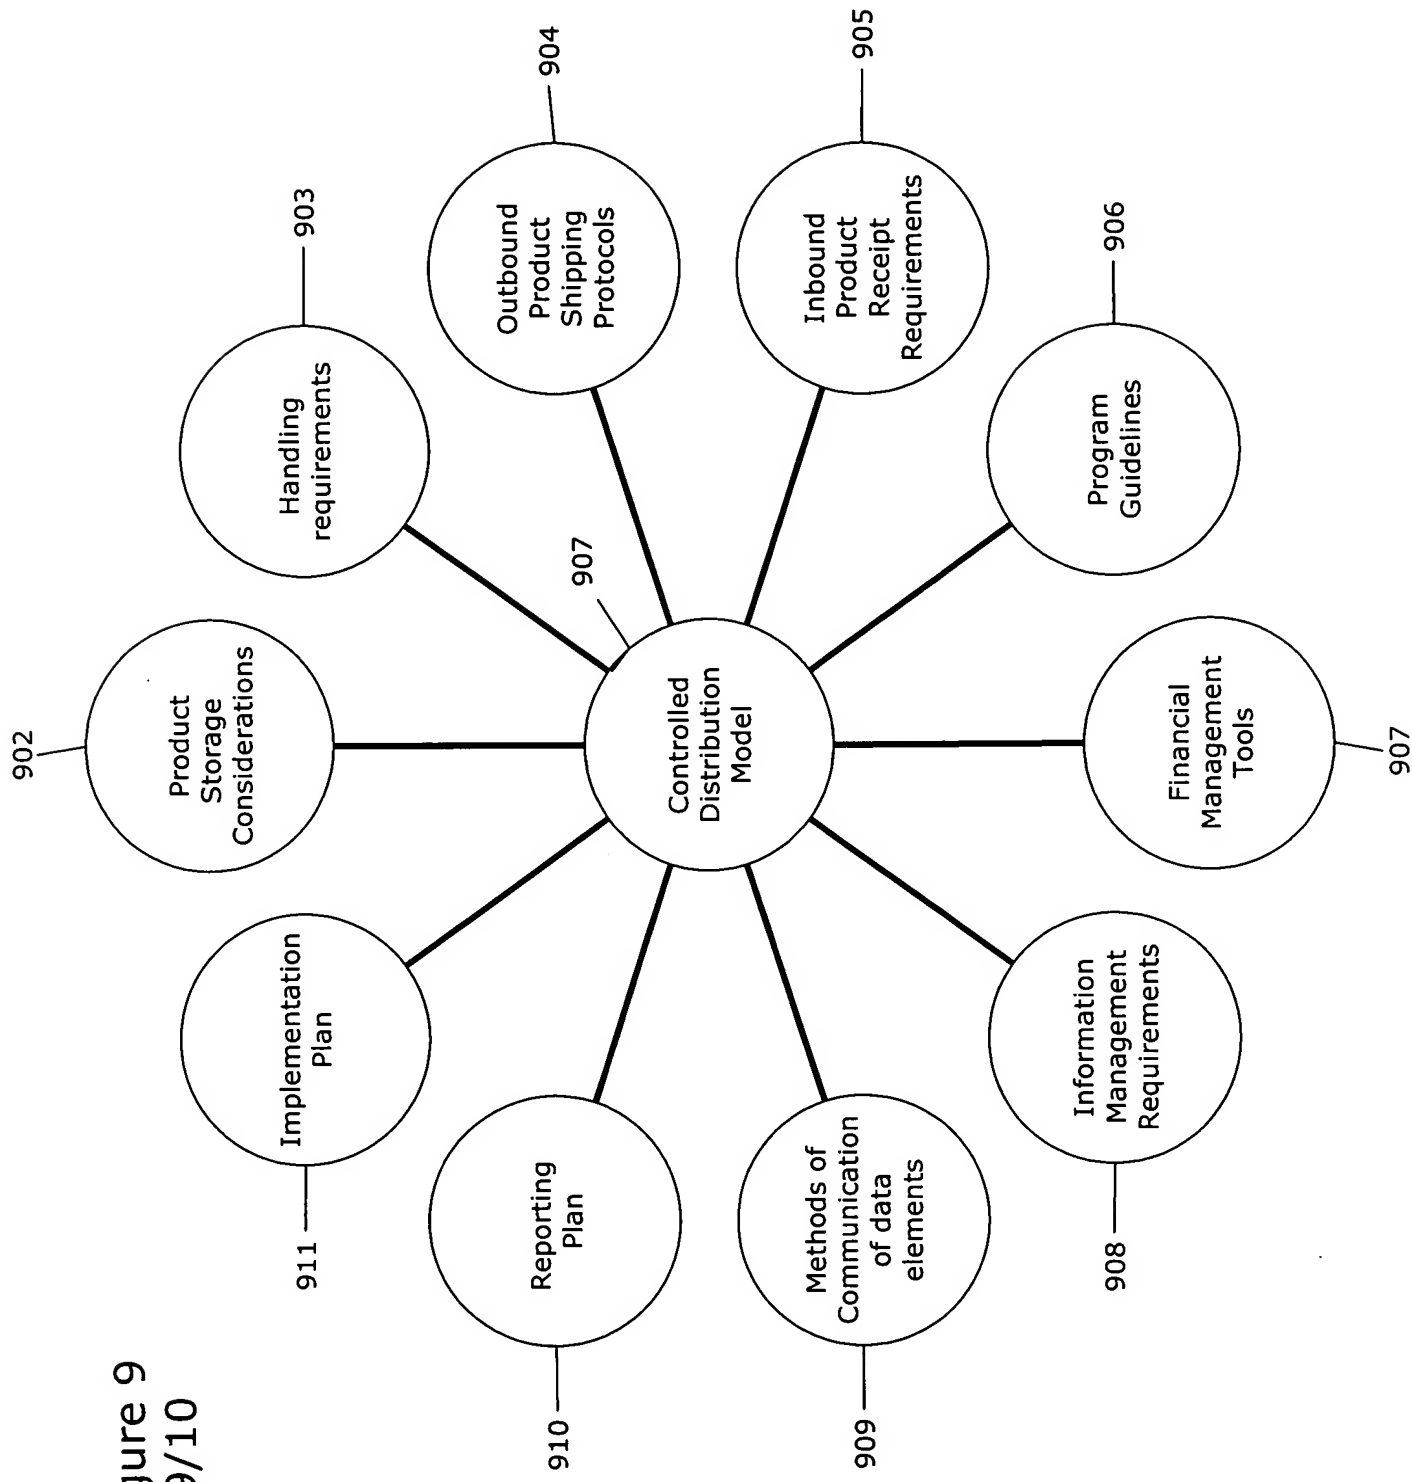 gure 9
9/10
902
Product
Storage
Considerations
903
Handling
requirements
904
Outbound
Product
Shipping
Protocols
905
Inbound
Product
Receipt
Requirements
906
Program
Guidelines
907
Financial
Management
Tools
908
Information
Management
Requirements
909
Methods of
Communication
of data
elements
910
Reporting
Plan
911
Implementation
Plan
907
Controlled
Distribution
Model